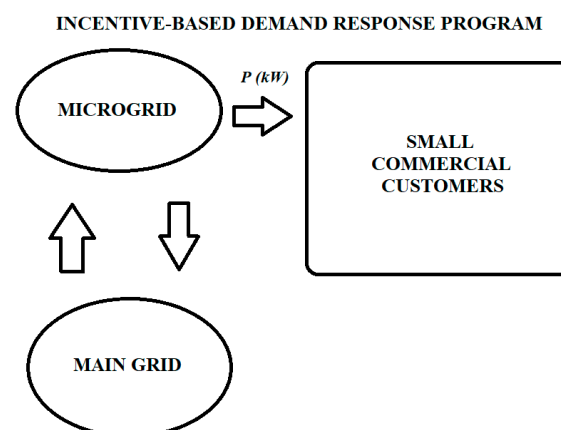 INCENTIVE-BASED DEMAND RESPONSE PROGRAM
MICROGRID
P (kW)
SMALL
COMMERCIAL
CUSTOMERS
MAIN GRID